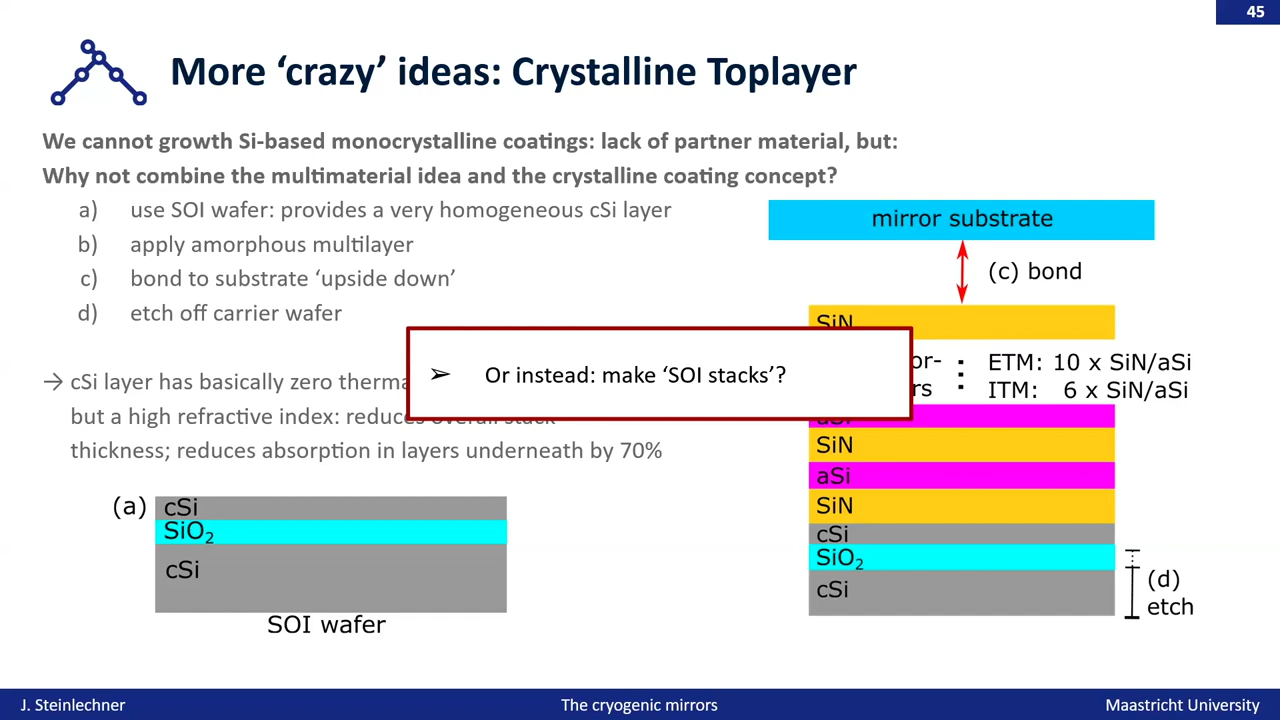 45
More ‘crazy’ ideas: Crystalline Toplayer
We cannot growth Si-based monocrystalline coatings: lack of partner material, but:
Why not combine the multimaterial idea and the crystalline coating concept?
a) use SOI wafer: provides a very homogeneous cSi layer
b) apply amorphous multilayer
c) bond to substrate ‘upside down’
d) etch off carrier wafer
→ cSi layer has basically zero
but a high refractive index: reduces overall stack
thickness; reduces absorption in layers underneath by 70%
➢ Or instead: make ‘SOI stacks’?
(a)
cSi
SiO₂
cSi
SOI wafer
mirror substrate
(c) bond
SiN
ETM: 10 x SiN/aSi
ITM: 6 x SiN/aSi
aSi
SiN
aSi
SiN
cSi
SiO₂
cSi
(d)
etch
J. Steinlechner
The cryogenic mirrors
Maastricht University